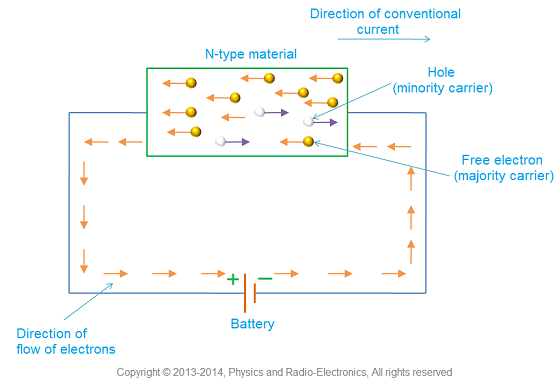 Direction of conventional
current
N-type material
Hole
(minority carrier)
Free electron
(majority carrier)
+ −
Battery
Direction of
flow of electrons
Copyright © 2013-2014, Physics and Radio-Electronics, All rights reserved